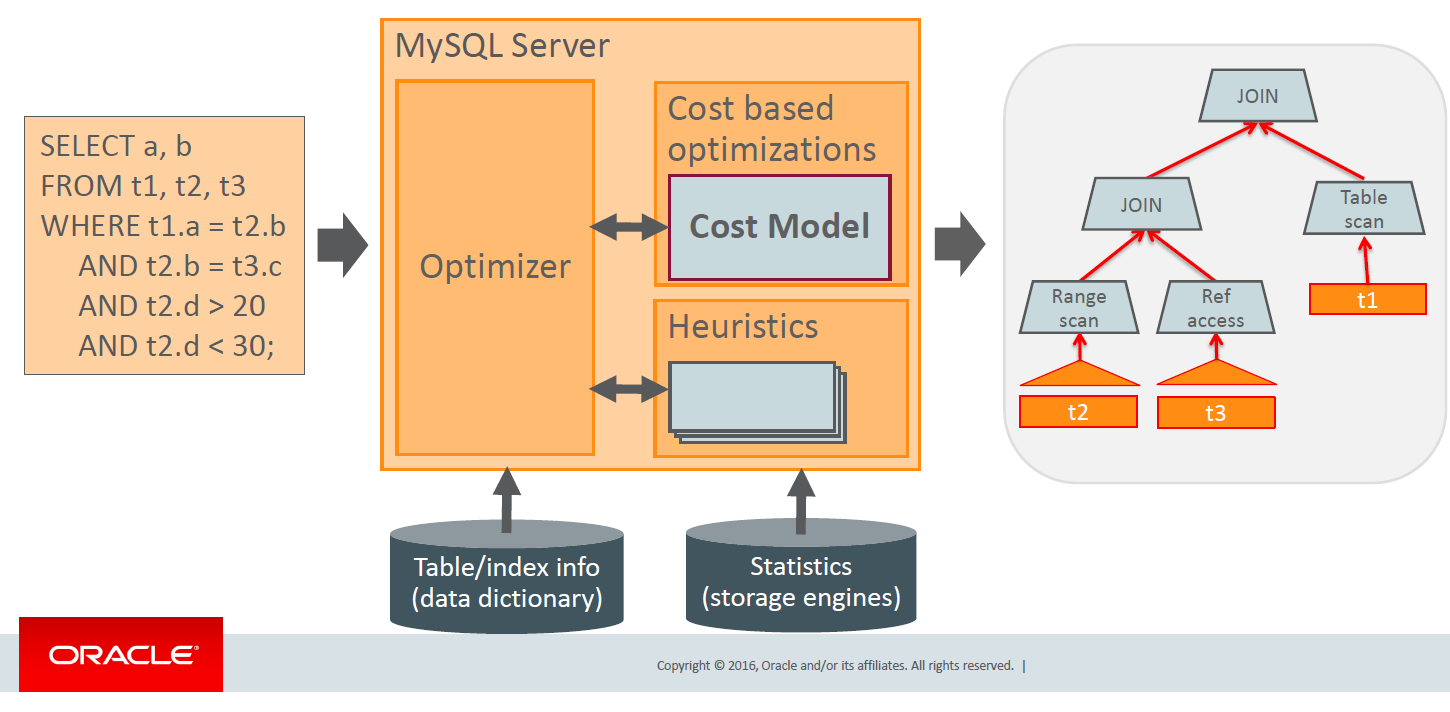 SELECT a, b
FROM t1, t2, t3
WHERE t1.a = t2.b
AND t2.b = t3.c
AND t2.d > 20
AND t2.d < 30;
MySQL Server
Optimizer
Cost based
optimizations
Cost Model
Heuristics
Table/index info
(data dictionary)
Statistics
(storage engines)
JOIN
JOIN
Table
scan
Range
scan
Ref
access
t1
t2
t3
ORACLE®
Copyright © 2016, Oracle and/or its affiliates. All rights reserved. |